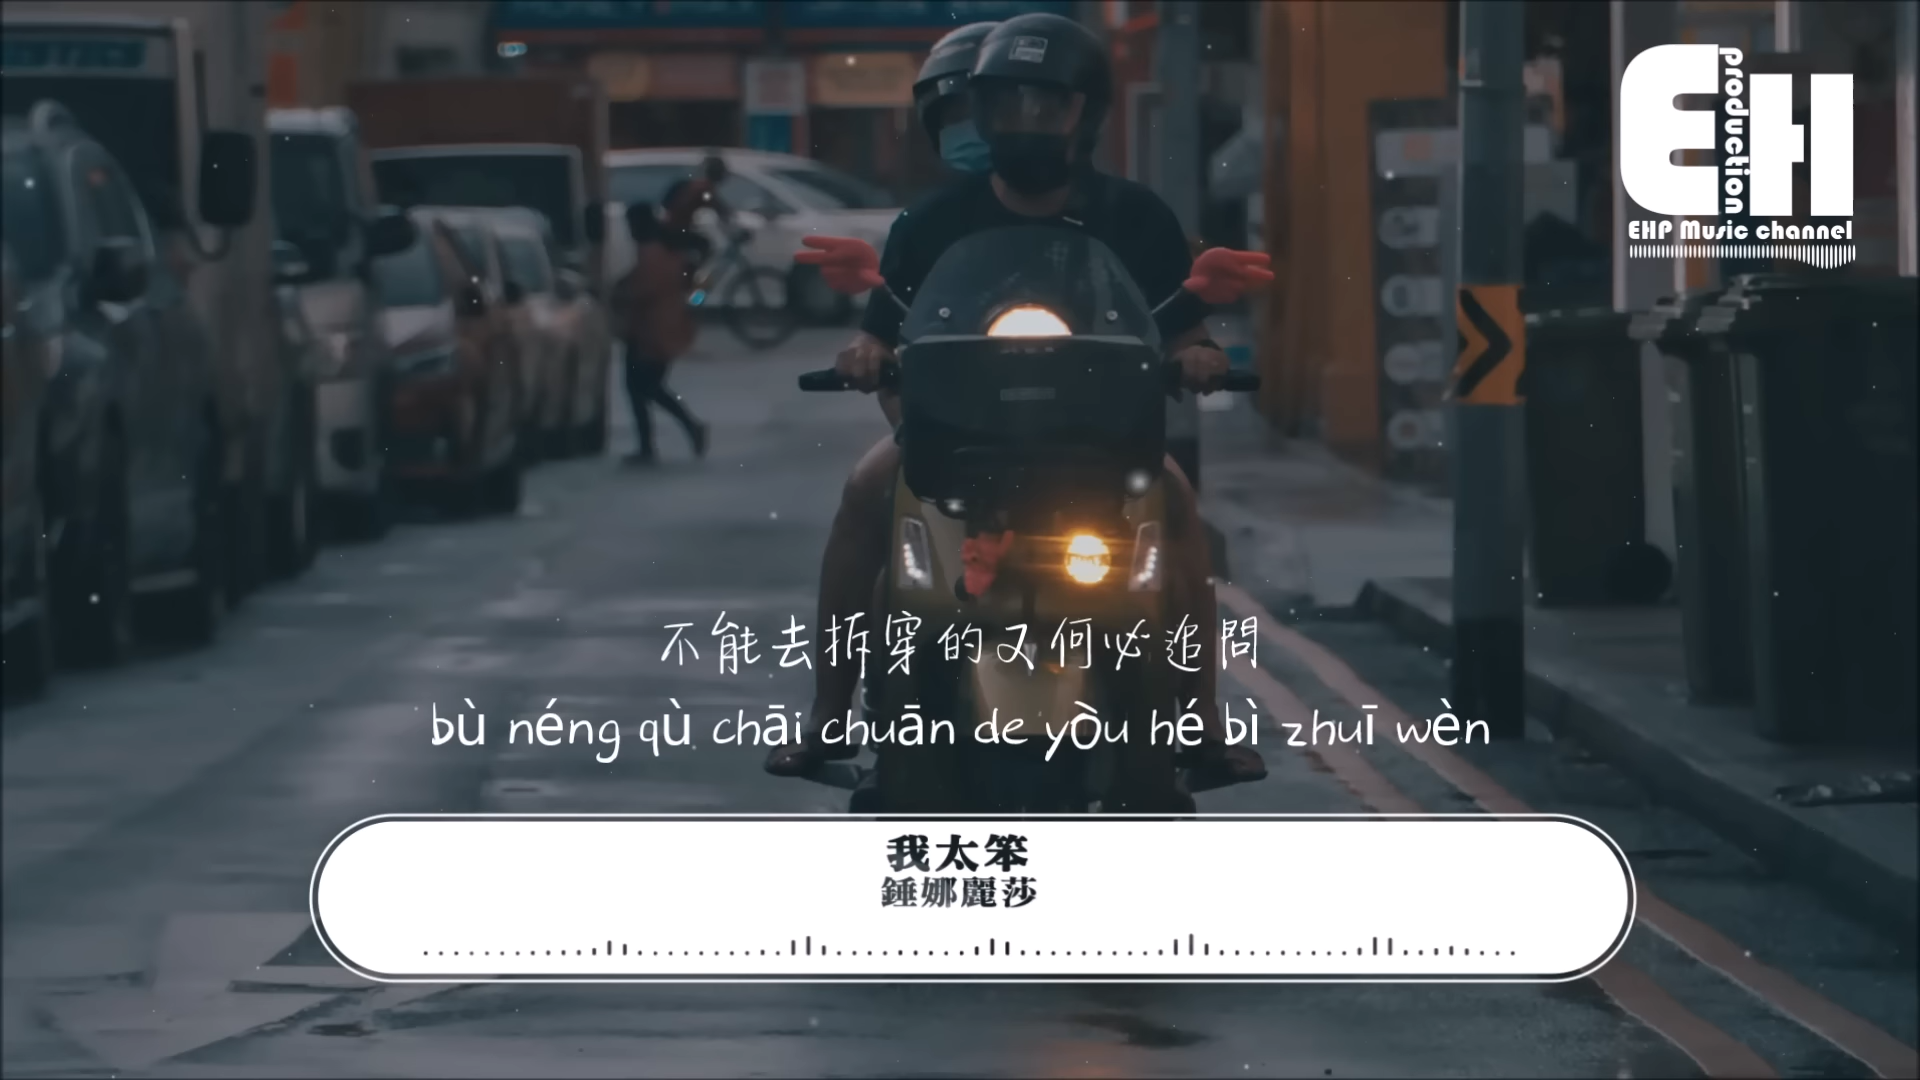 EH
production
EHP Music channel
不能去拆穿的又何必追問
bù néng qù chāi chuān de yòu hé bì zhuī wèn
我太笨
錘娜麗莎